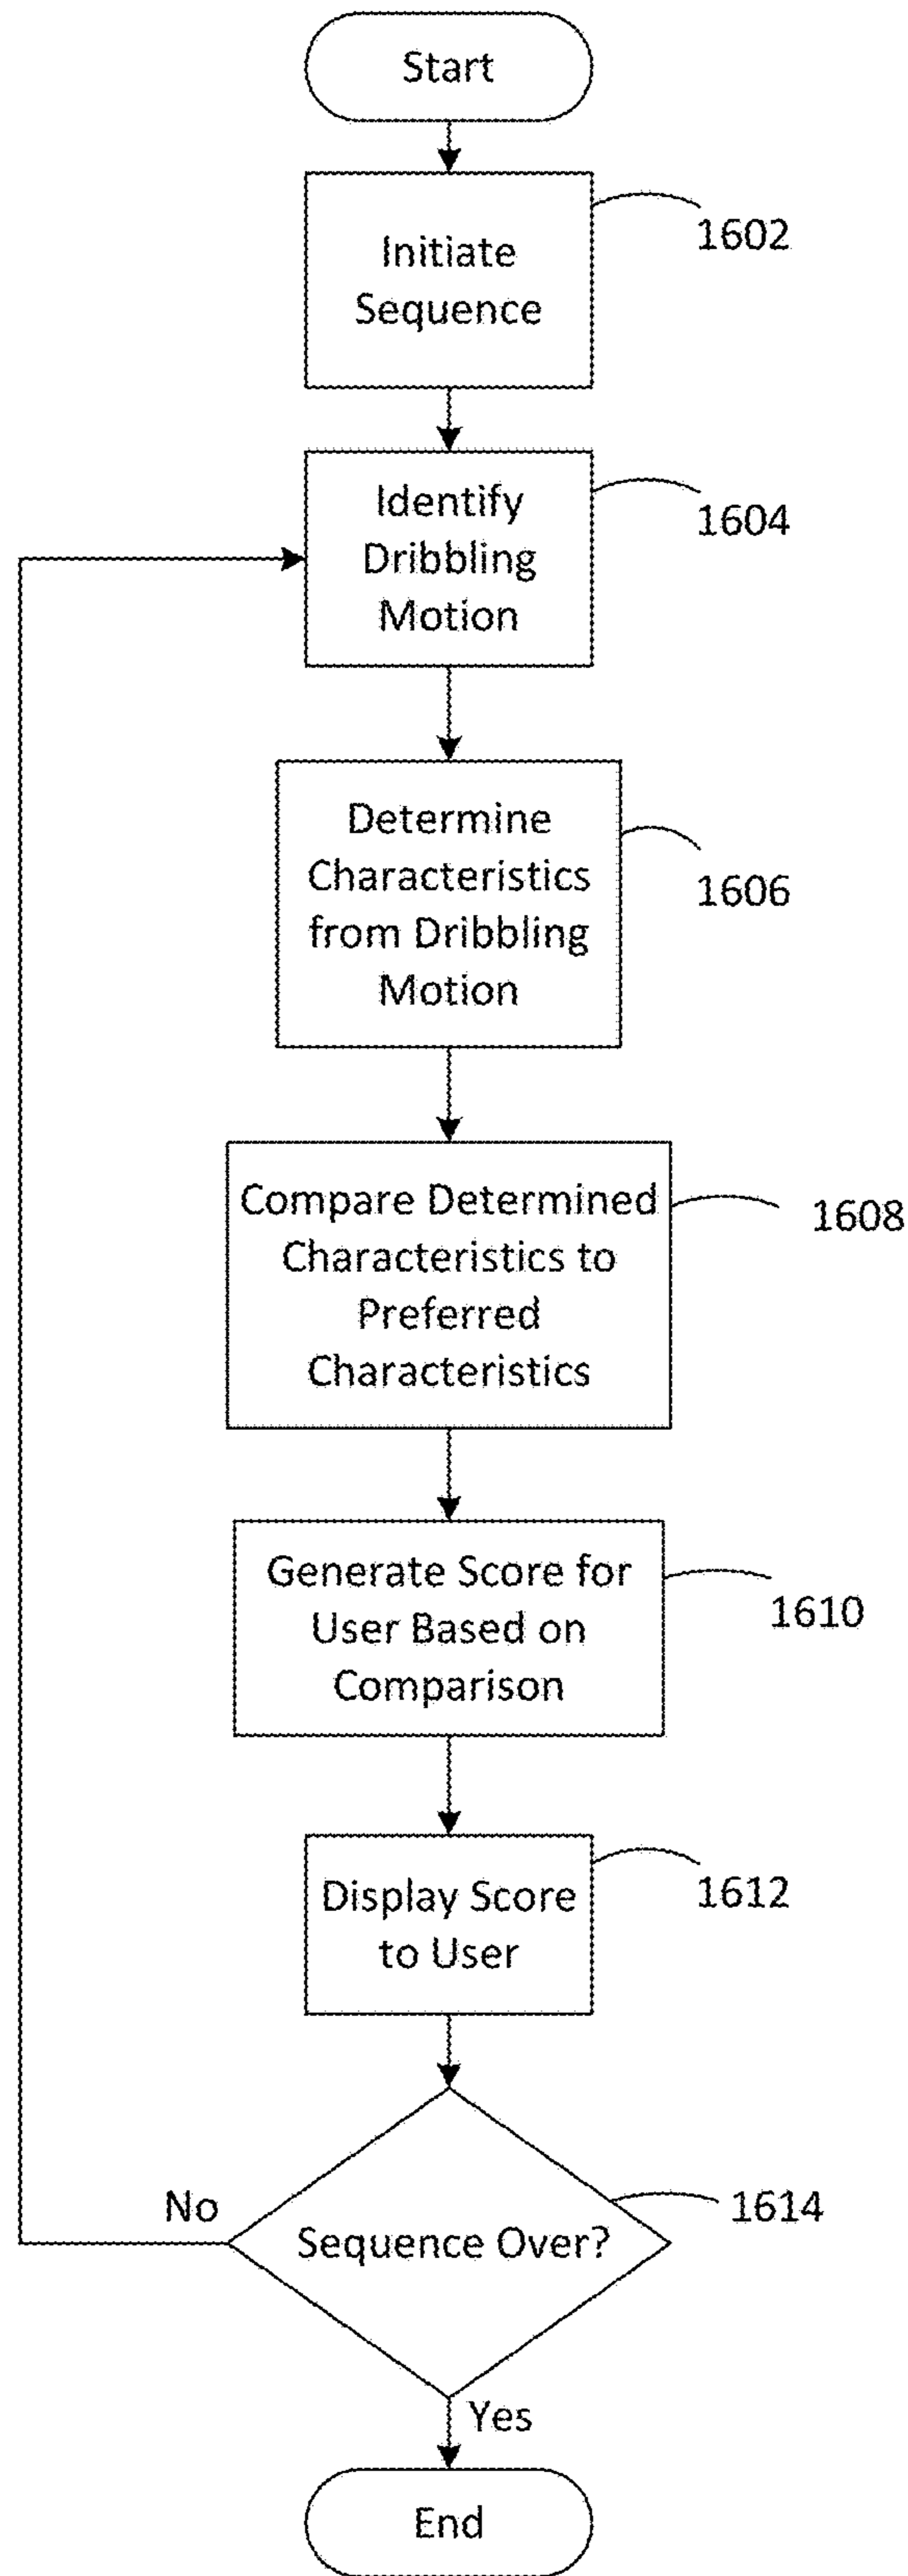 Start
Initiate
Sequence
1602
Identify
Dribbling
Motion
1604
Determine
Characteristics
from Dribbling
Motion
1606
Compare Determined
Characteristics to
Preferred
Characteristics
1608
Generate Score for
User Based on
Comparison
1610
Display Score
to User
1612
Sequence Over?
1614
No
Yes
End